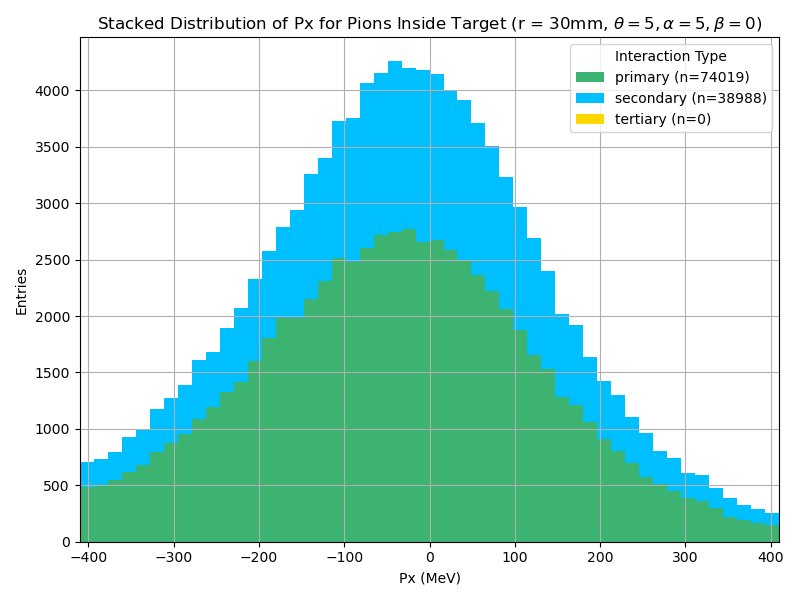 Stacked Distribution of Px for Pions Inside Target (r = 30mm, θ = 5, α = 5, β = 0)
Interaction Type
primary (n=74019)
secondary (n=38988)
tertiary (n=0)
4000
3500
3000
2500
2000
1500
1000
500
0
Entries
−400 −300 −200 −100 0 100 200 300 400
Px (MeV)